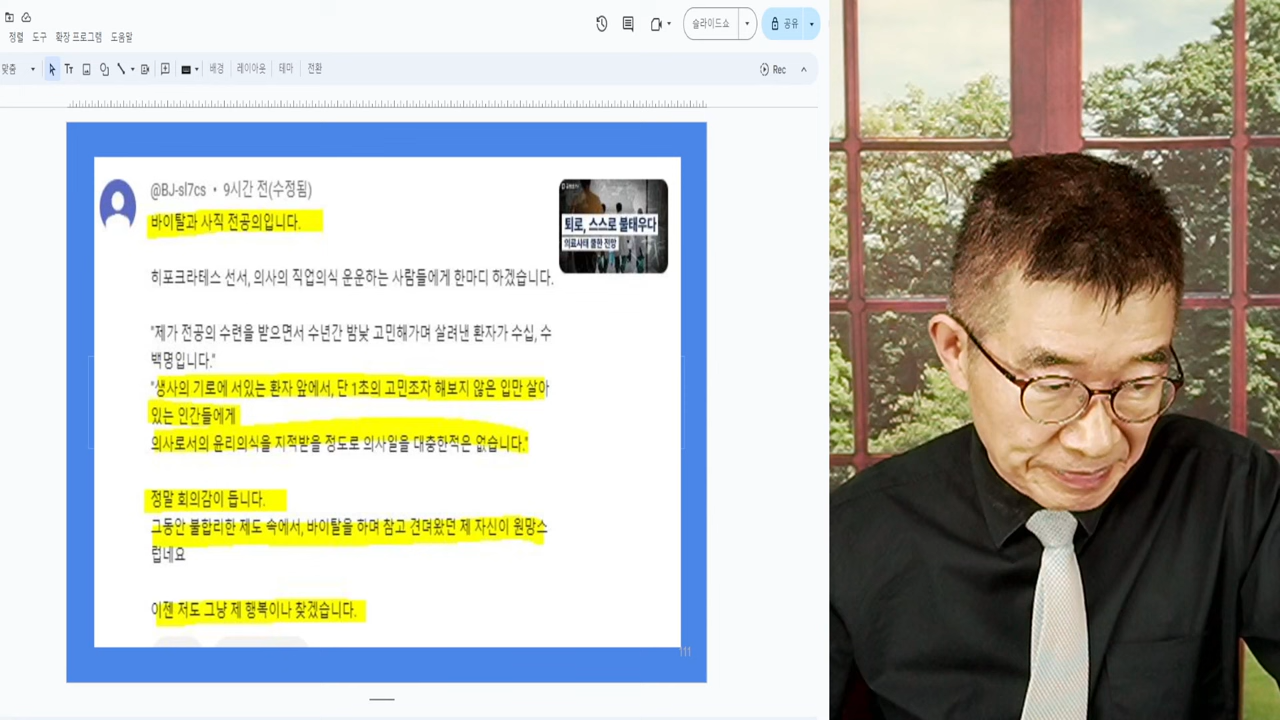 정렬 도구 확장 프로그램 도움말
슬라이드쇼
공유
맞춤
배경 레이아웃 테마 전환
Rec
@BJ-sl7cs • 9시간 전(수정됨)
바이탈과 사직 전공의입니다.
퇴로, 스스로 불태우다
의료사태 쿨한 전망
히포크라테스 선서, 의사의 직업의식 운운하는 사람들에게 한마디 하겠습니다.
"제가 전공의 수련을 받으면서 수년간 밤낮 고민해가며 살려낸 환자가 수십, 수
백명입니다."
"생사의 기로에 서있는 환자 앞에서, 단 1초의 고민조차 해보지 않은 입만 살아
있는 인간들에게
의사로서의 윤리의식을 지적받을 정도로 의사일을 대충한적은 없습니다."
정말 회의감이 듭니다.
그동안 불합리한 제도 속에서, 바이탈을 하며 참고 견뎌왔던 제 자신이 원망스
럽네요
이젠 저도 그냥 제 행복이나 찾겠습니다.
111